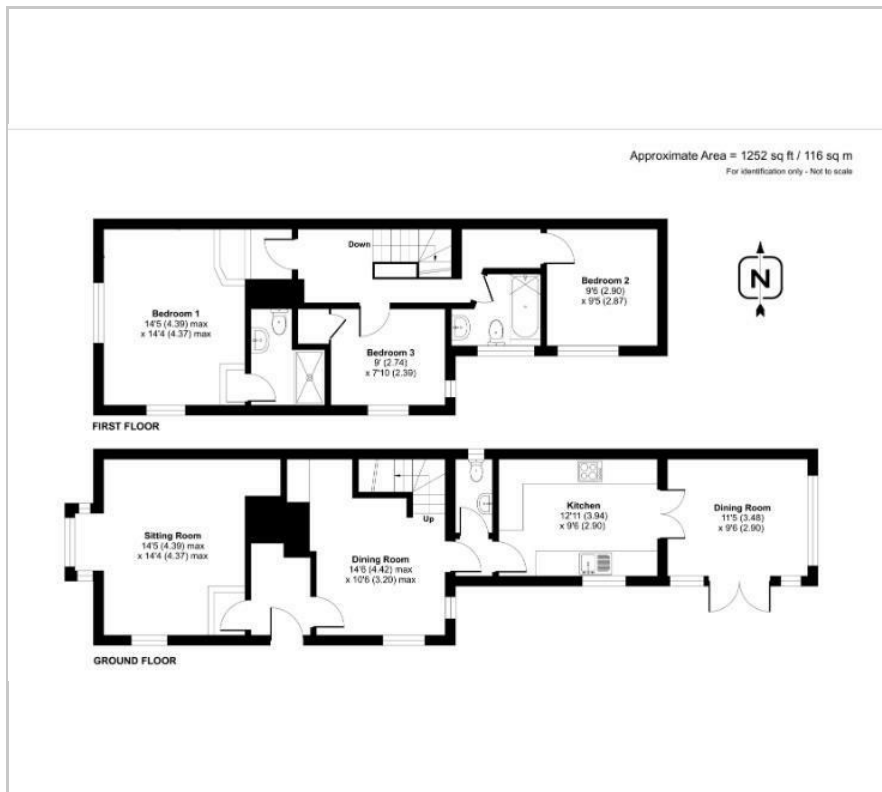 Approximate Area = 1252 sq ft / 116 sq m
For identification only - Not to scale
Down
N
Bedroom 2
9'6 (2.90)
x 9'5 (2.87)
Bedroom 1
14'5 (4.39) max
x 14'4 (4.37) max
Bedroom 3
9' (2.74)
x 7'10 (2.39)
FIRST FLOOR
Up
Kitchen
12'11 (3.94)
x 9'6 (2.90)
Dining Room
11'5 (3.48)
x 9'6 (2.90)
Sitting Room
14'5 (4.39) max
x 14'4 (4.37) max
Dining Room
14'6 (4.42) max
x 10'6 (3.20) max
GROUND FLOOR